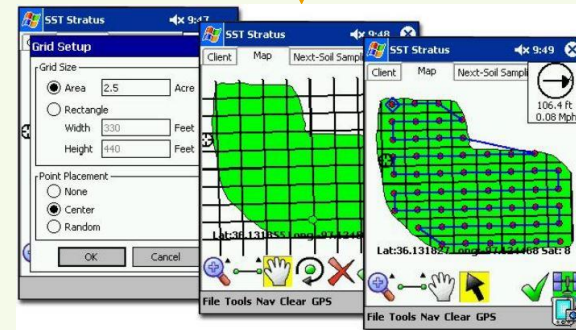 SST Stratus 9:47
Grid Setup
Grid Size
Area 2.5 Acre
Rectangle
Width 330 Feet
Height 440 Feet
Point Placement
None
Center
Random
OK Cancel
SST Stratus 9:48
Client Map Next-Soil Sampl
Lat:36.131855 Long:
File Tools Nav Clear GPS
SST Stratus 9:49
Client Map Next-Soil Sampl
106.4 ft
0.08 Mph
Sat: 8
File Tools Nav Clear GPS